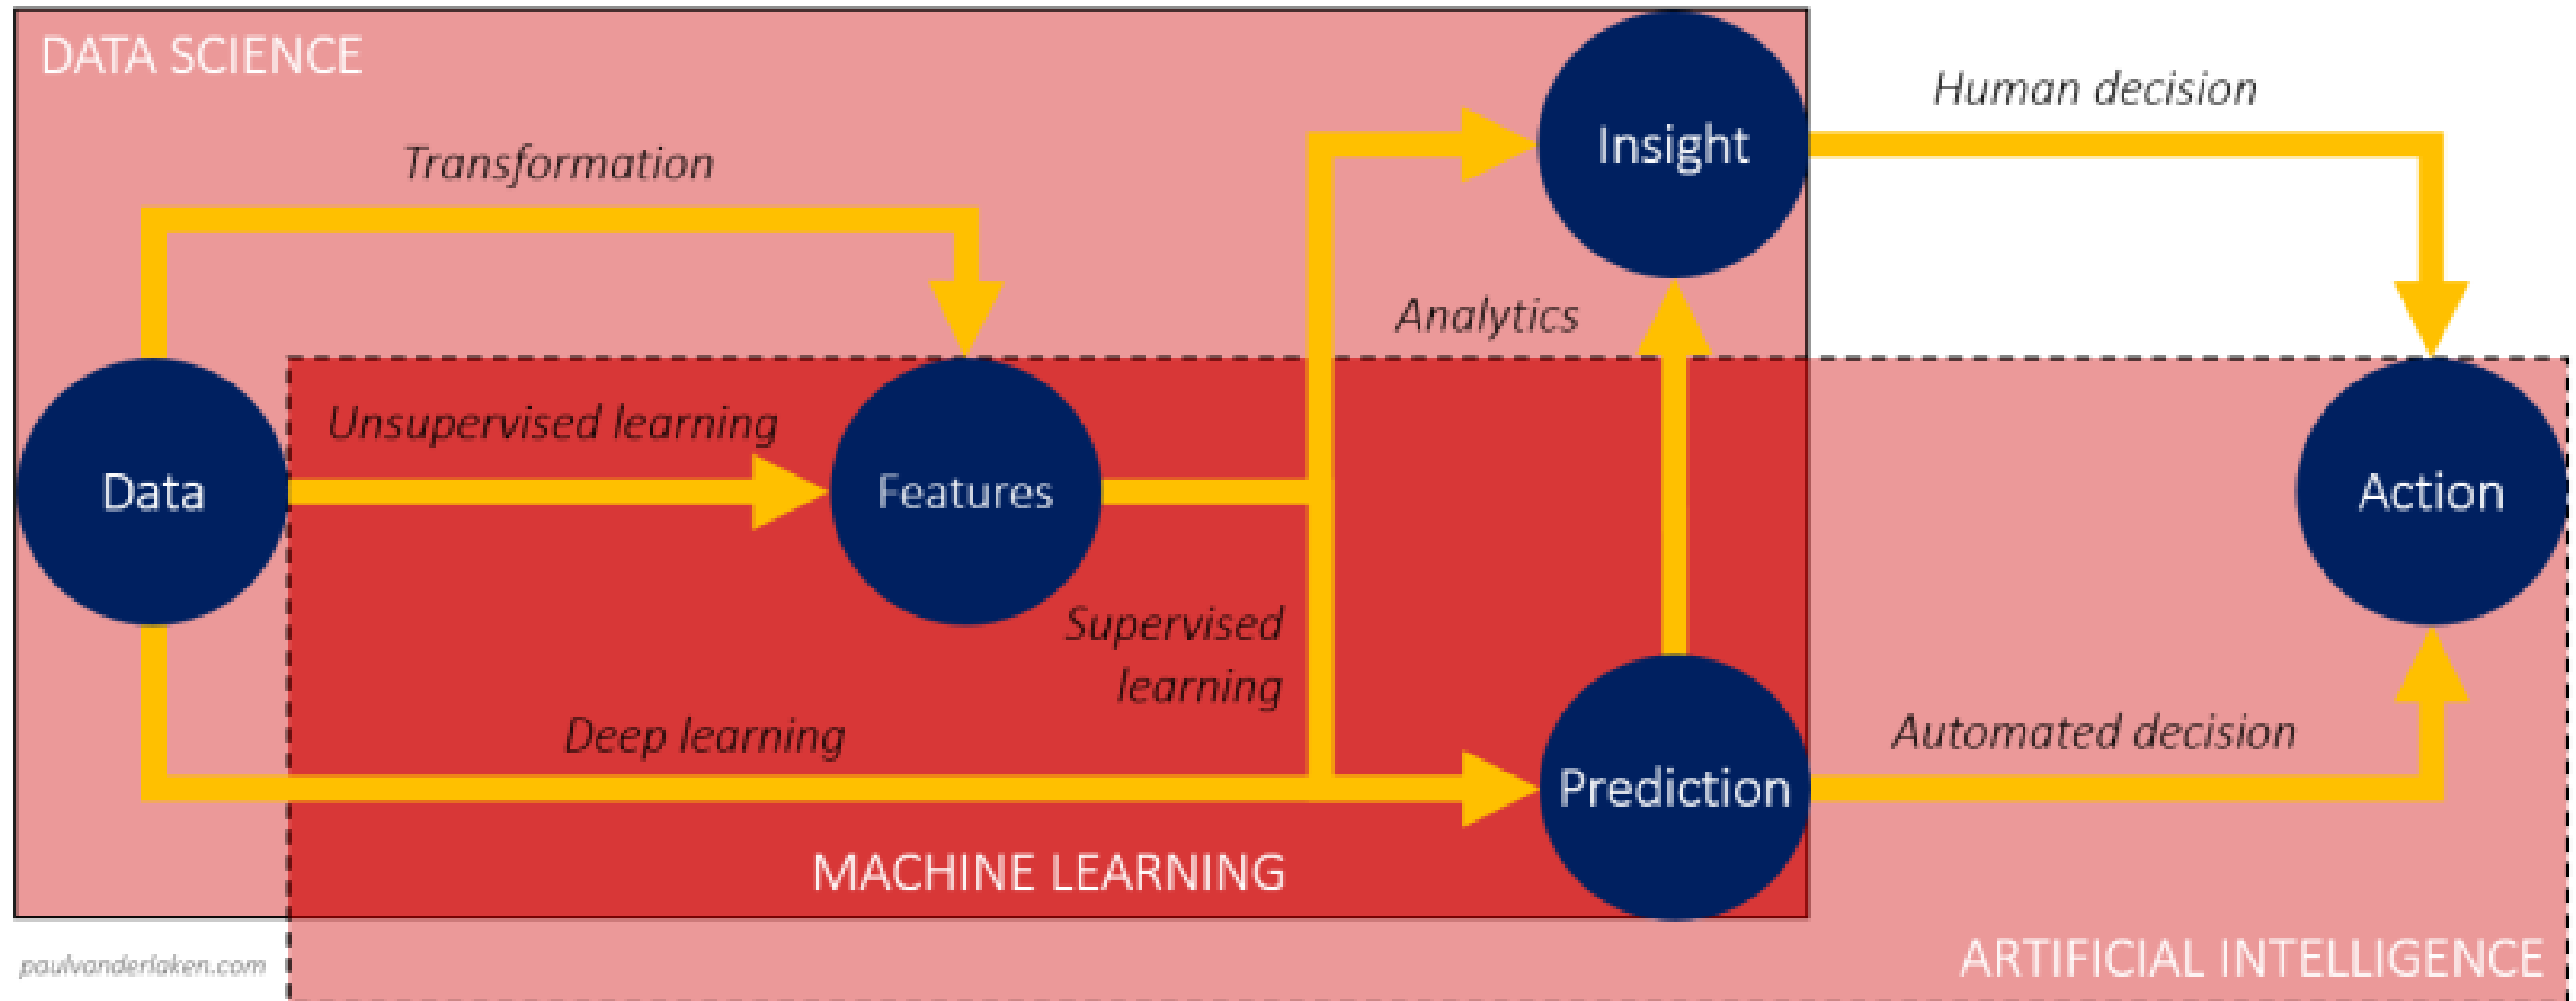 DATA SCIENCE
Human decision
Insight
Transformation
Analytics
Unsupervised learning
Data
Features
Action
Supervised
learning
Deep learning
Automated decision
Prediction
MACHINE LEARNING
ARTIFICIAL INTELLIGENCE
paulvanderlaken.com